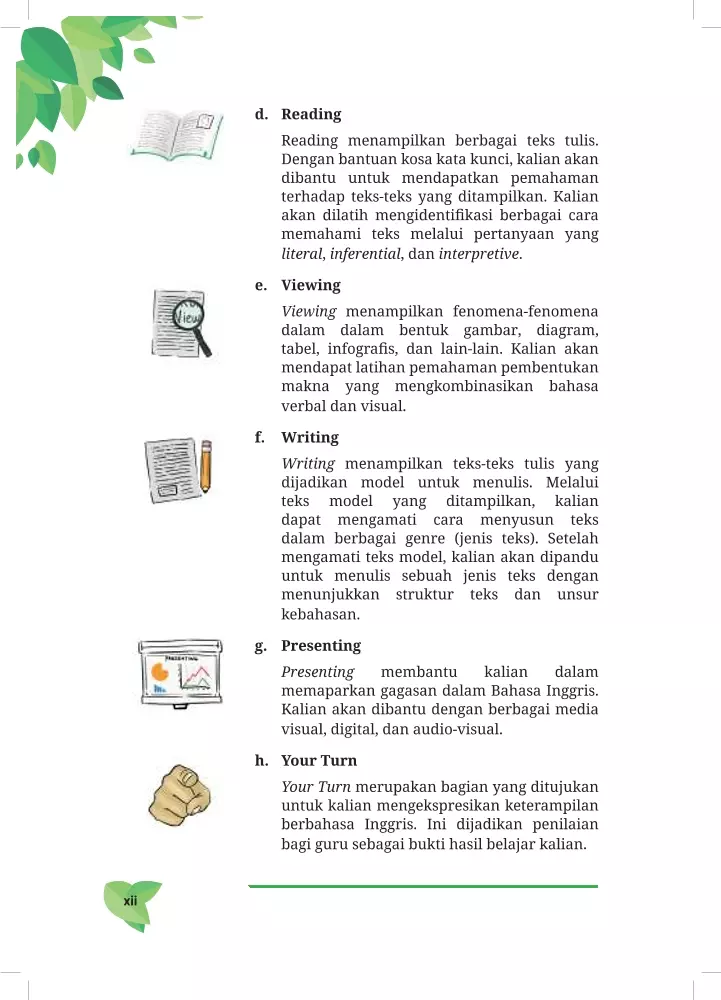 d. Reading
Reading menampilkan berbagai teks tulis.
Dengan bantuan kosa kata kunci, kalian akan
dibantu untuk mendapatkan pemahaman
terhadap teks-teks yang ditampilkan. Kalian
akan dilatih mengidentifikasi berbagai cara
memahami teks melalui pertanyaan yang
literal, inferential, dan interpretive.
View
e. Viewing
Viewing menampilkan fenomena-fenomena
dalam dalam bentuk gambar, diagram,
tabel, infografis, dan lain-lain. Kalian akan
mendapat latihan pemahaman pembentukan
makna yang mengkombinasikan bahasa
verbal dan visual.
f. Writing
Writing menampilkan teks-teks tulis yang
dijadikan model untuk menulis. Melalui
teks model yang ditampilkan, kalian
dapat mengamati cara menyusun teks
dalam berbagai genre (jenis teks). Setelah
mengamati teks model, kalian akan dipandu
untuk menulis sebuah jenis teks dengan
menunjukkan struktur teks dan unsur
kebahasan.
PRESENTING
g. Presenting
Presenting membantu kalian dalam
memaparkan gagasan dalam Bahasa Inggris.
Kalian akan dibantu dengan berbagai media
visual, digital, dan audio-visual.
h. Your Turn
Your Turn merupakan bagian yang ditujukan
untuk kalian mengekspresikan keterampilan
berbahasa Inggris. Ini dijadikan penilaian
bagi guru sebagai bukti hasil belajar kalian.
xii